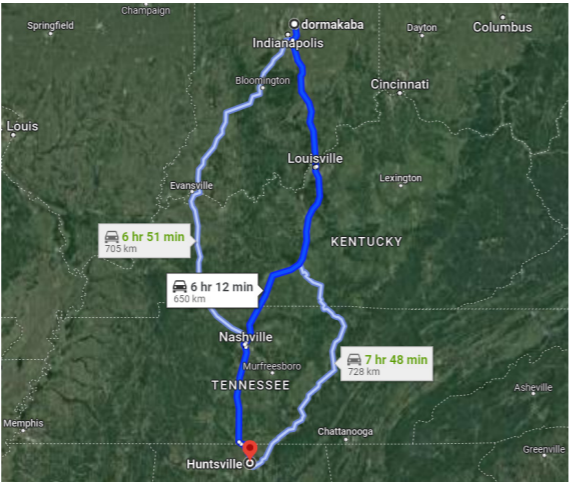 Champaign
Springfield
dormakaba
Dayton
Columbus
Indianapolis
Bloomington
Cincinnati
Louis
Louisville
Evansville
Lexington
6 hr 51 min
705 km
KENTUCKY
6 hr 12 min
650 km
Nashville
7 hr 48 min
728 km
Murfreesboro
TENNESSEE
Asheville
Memphis
Chattanooga
Greenville
Huntsville